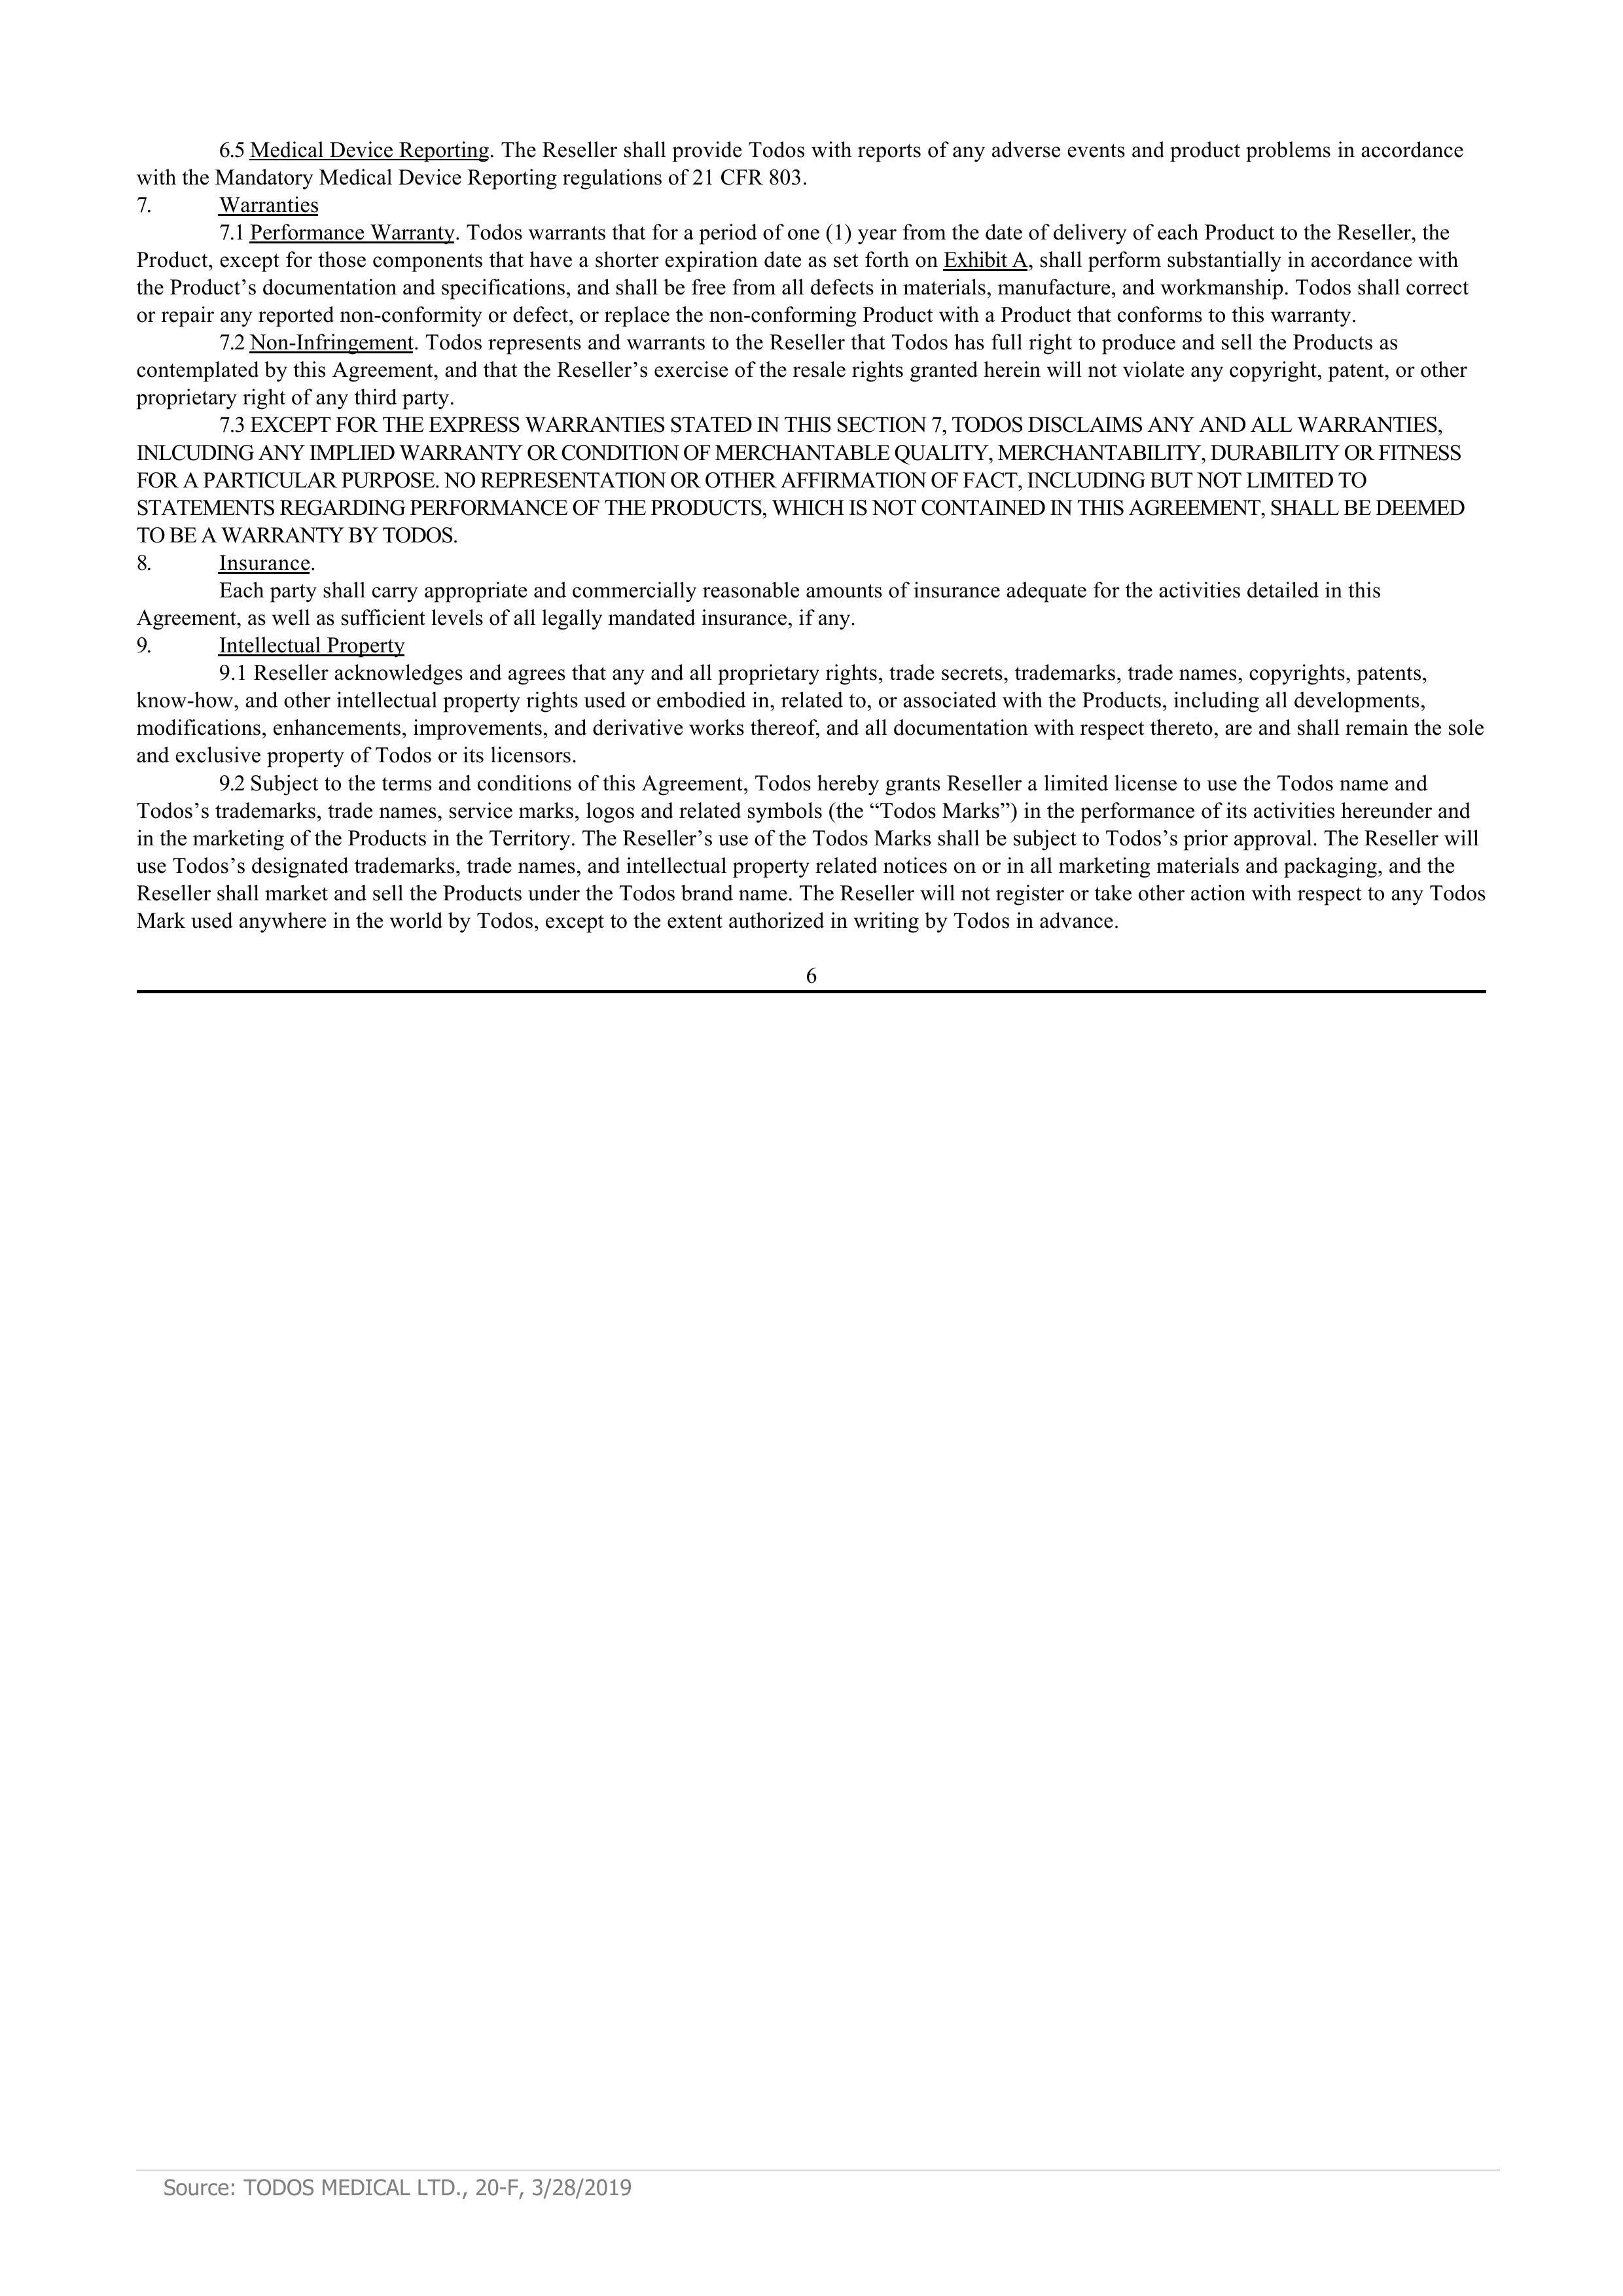 6.5 Medical Device Reporting. The Reseller shall provide Todos with reports of any adverse events and product problems in accordance
with the Mandatory Medical Device Reporting regulations of 21 CFR 803.
7. Warranties
7.1 Performance Warranty. Todos warrants that for a period of one (1) year from the date of delivery of each Product to the Reseller, the
Product, except for those components that have a shorter expiration date as set forth on Exhibit A, shall perform substantially in accordance with
the Product’s documentation and specifications, and shall be free from all defects in materials, manufacture, and workmanship. Todos shall correct
or repair any reported non-conformity or defect, or replace the non-conforming Product with a Product that conforms to this warranty.
7.2 Non-Infringement. Todos represents and warrants to the Reseller that Todos has full right to produce and sell the Products as
contemplated by this Agreement, and that the Reseller’s exercise of the resale rights granted herein will not violate any copyright, patent, or other
proprietary right of any third party.
7.3 EXCEPT FOR THE EXPRESS WARRANTIES STATED IN THIS SECTION 7, TODOS DISCLAIMS ANY AND ALL WARRANTIES,
INLCUDING ANY IMPLIED WARRANTY OR CONDITION OF MERCHANTABLE QUALITY, MERCHANTABILITY, DURABILITY OR FITNESS
FOR A PARTICULAR PURPOSE. NO REPRESENTATION OR OTHER AFFIRMATION OF FACT, INCLUDING BUT NOT LIMITED TO
STATEMENTS REGARDING PERFORMANCE OF THE PRODUCTS, WHICH IS NOT CONTAINED IN THIS AGREEMENT, SHALL BE DEEMED
TO BE A WARRANTY BY TODOS.
8. Insurance.
Each party shall carry appropriate and commercially reasonable amounts of insurance adequate for the activities detailed in this
Agreement, as well as sufficient levels of all legally mandated insurance, if any.
9. Intellectual Property
9.1 Reseller acknowledges and agrees that any and all proprietary rights, trade secrets, trademarks, trade names, copyrights, patents,
know-how, and other intellectual property rights used or embodied in, related to, or associated with the Products, including all developments,
modifications, enhancements, improvements, and derivative works thereof, and all documentation with respect thereto, are and shall remain the sole
and exclusive property of Todos or its licensors.
9.2 Subject to the terms and conditions of this Agreement, Todos hereby grants Reseller a limited license to use the Todos name and
Todos’s trademarks, trade names, service marks, logos and related symbols (the “Todos Marks”) in the performance of its activities hereunder and
in the marketing of the Products in the Territory. The Reseller’s use of the Todos Marks shall be subject to Todos’s prior approval. The Reseller will
use Todos’s designated trademarks, trade names, and intellectual property related notices on or in all marketing materials and packaging, and the
Reseller shall market and sell the Products under the Todos brand name. The Reseller will not register or take other action with respect to any Todos
Mark used anywhere in the world by Todos, except to the extent authorized in writing by Todos in advance.
6
Source: TODOS MEDICAL LTD., 20-F, 3/28/2019